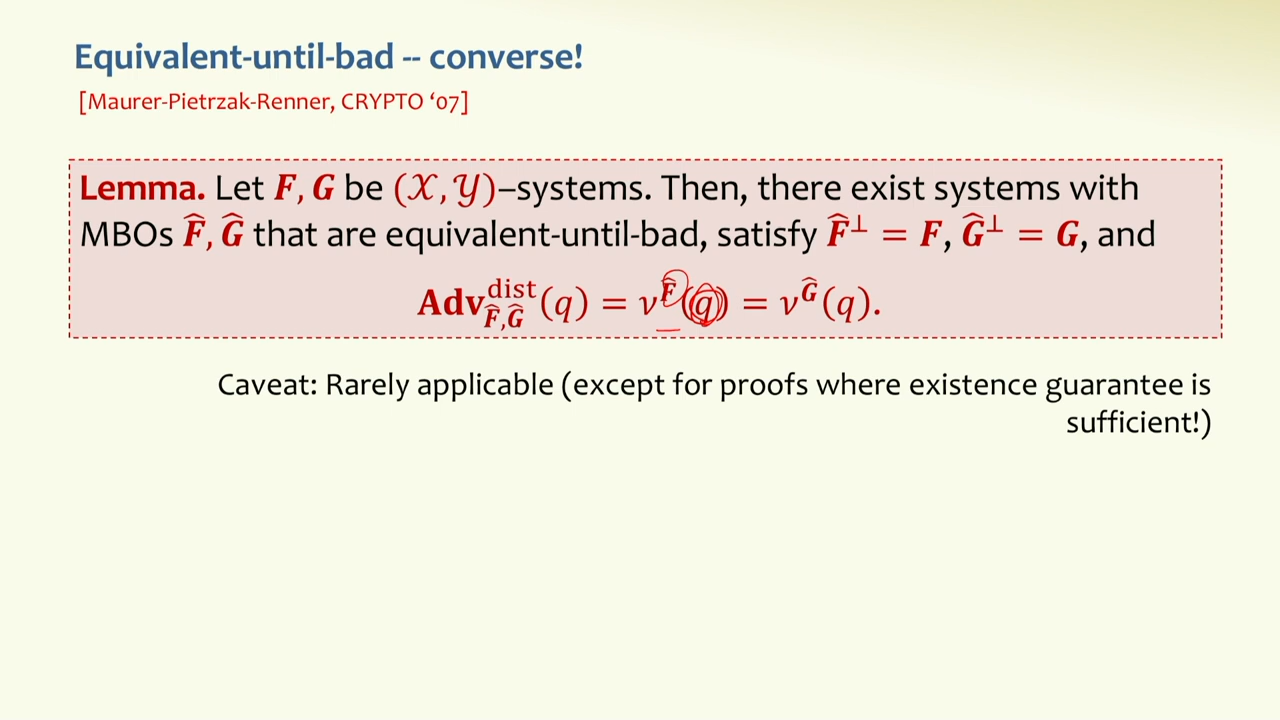 Equivalent-until-bad -- converse!
[Maurer-Pietrzak-Renner, CRYPTO ‘07]
Lemma. Let 𝑭, 𝑮 be (𝒳, 𝒴)–systems. Then, there exist systems with
MBOs 𝑭̂, 𝑮̂ that are equivalent-until-bad, satisfy 𝑭̂^⊥ = 𝑭, 𝑮̂^⊥ = 𝑮, and
𝐀𝐝𝐯^dist_{𝑭̂,𝑮̂}(𝑞) = 𝜈^𝑭̂(𝑞) = 𝜈^𝑮̂(𝑞).
Caveat: Rarely applicable (except for proofs where existence guarantee is
sufficient!)